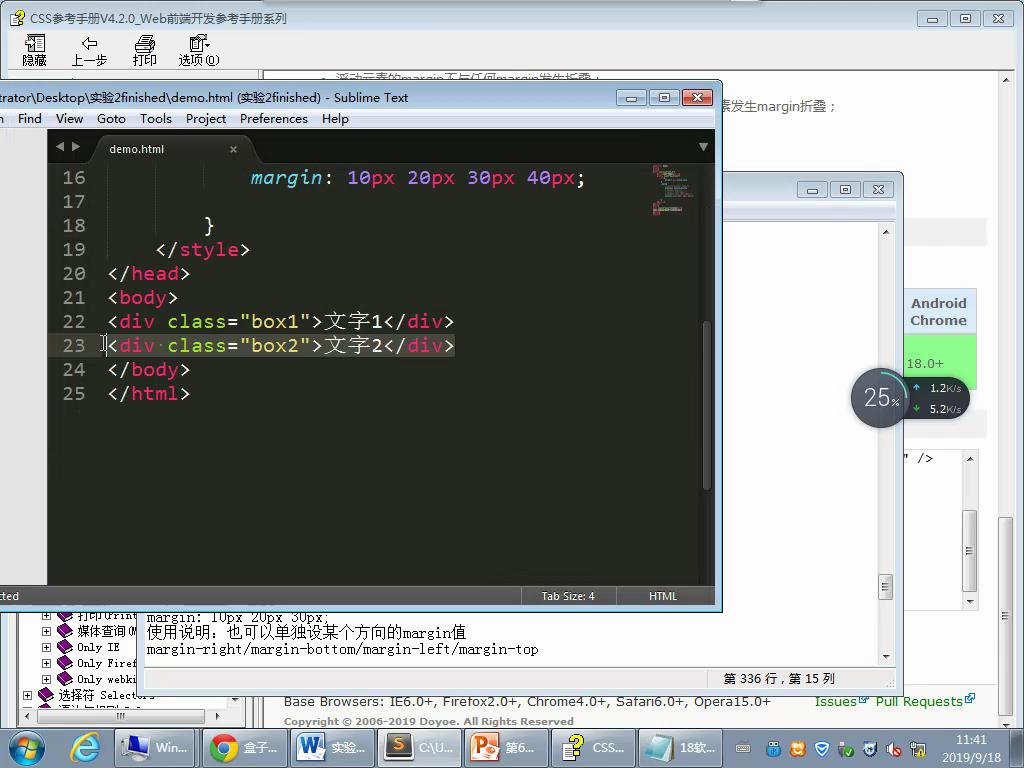 CSS参考手册V4.2.0_Web前端开发参考手册系列
隐藏 上一步 打印 选项(O)
浮动元素的margin不与任何margin发生折叠；
trator\Desktop\实验2finished\demo.html (实验2finished) - Sublime Text
素发生margin折叠；
n Find View Goto Tools Project Preferences Help
demo.html
16 margin: 10px 20px 30px 40px;
17
18 }
19 </style>
20 </head>
21 <body>
22 <div class="box1">文字1</div>
23 <div class="box2">文字2</div>
24 </body>
25 </html>
Android
Chrome
18.0+
25%
1.2K/s
5.2K/s
" />
cted Tab Size: 4 HTML
打印(Print
媒体查询(M
Only IE
Only Firef
Only webki
选择符 Selectors
margin: 10px 20px 30px;
使用说明：也可以单独设某个方向的margin值
margin-right/margin-bottom/margin-left/margin-top
第 336 行，第 15 列
Base Browsers: IE6.0+, Firefox2.0+, Chrome4.0+, Safari6.0+, Opera15.0+ Issues Pull Requests
Copyright © 2006-2019 Doyoe. All Rights Reserved
Win... 盒子... 实验... C:\U... 第6... CSS... 18软...
11:41
2019/9/18